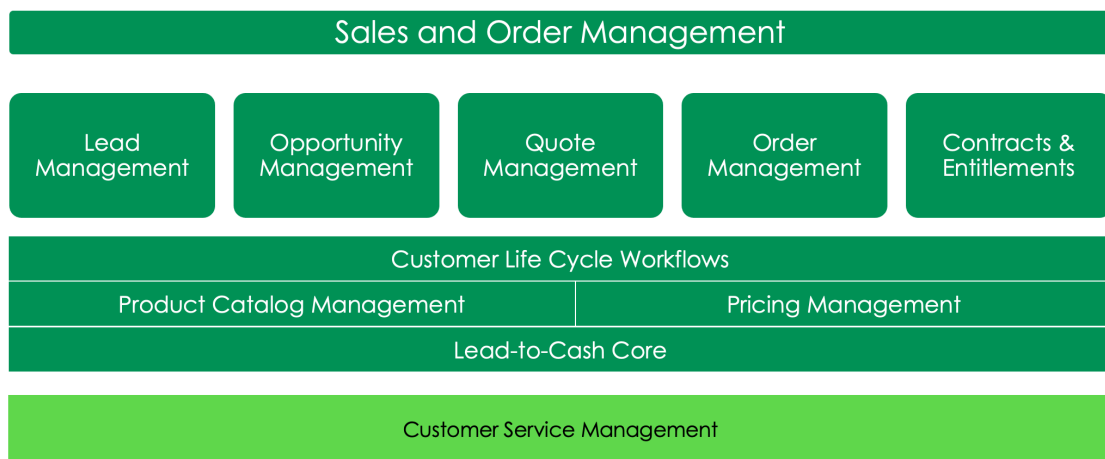 Sales and Order Management
Lead
Management
Opportunity
Management
Quote
Management
Order
Management
Contracts &
Entitlements
Customer Life Cycle Workflows
Product Catalog Management
Pricing Management
Lead-to-Cash Core
Customer Service Management